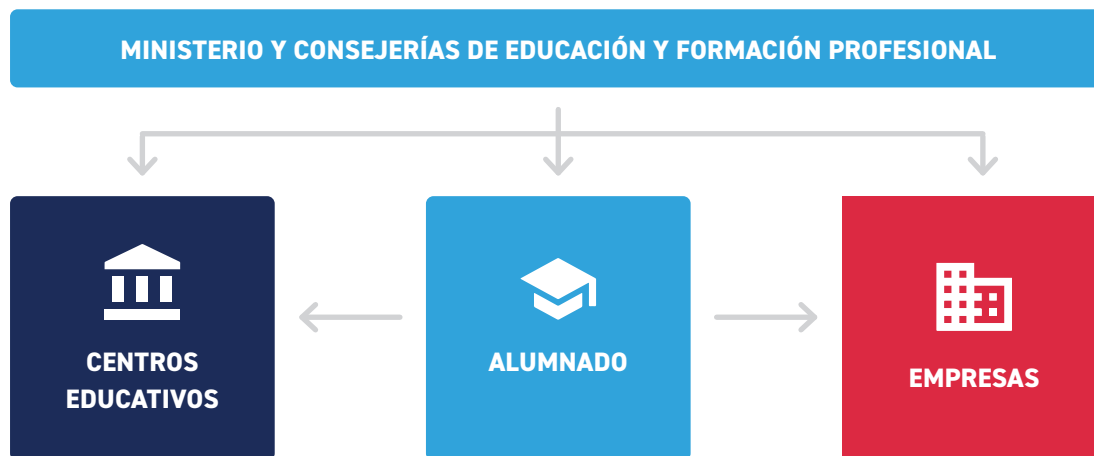 MINISTERIO Y CONSEJERÍAS DE EDUCACIÓN Y FORMACIÓN PROFESIONAL
CENTROS
EDUCATIVOS
ALUMNADO
EMPRESAS